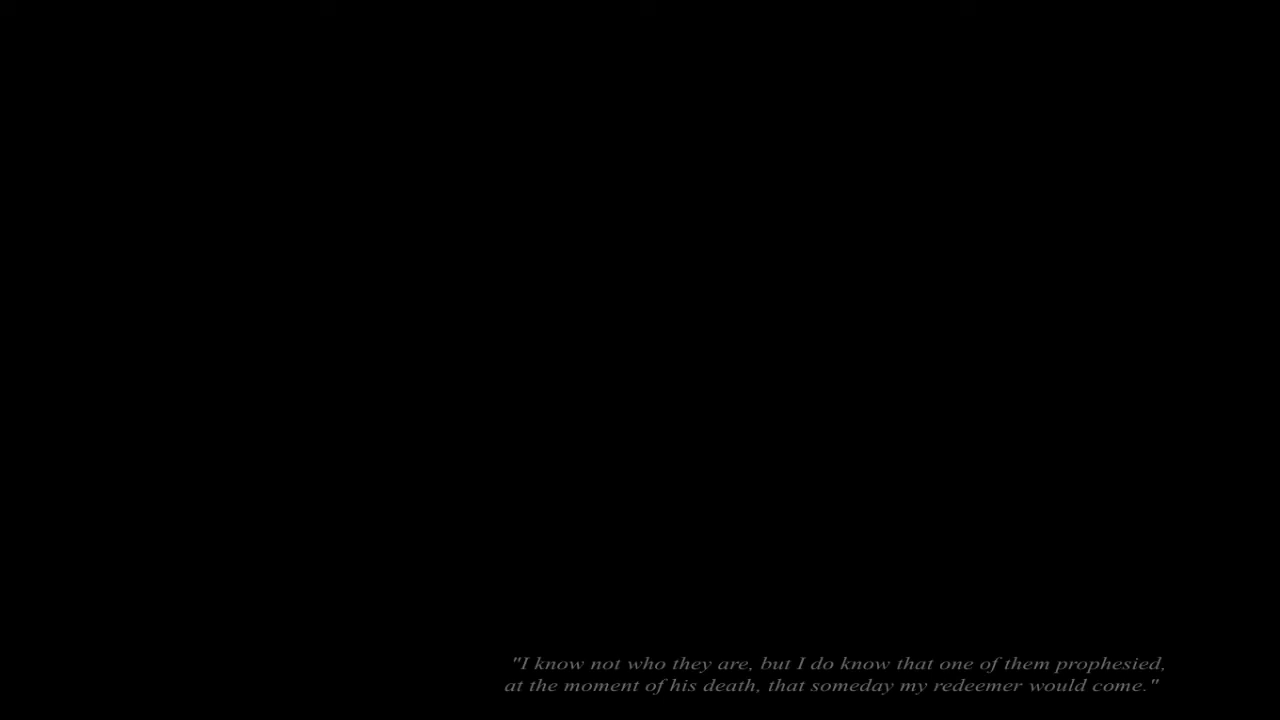 "I know not who they are, but I do know that one of them prophesied,
at the moment of his death, that someday my redeemer would come."